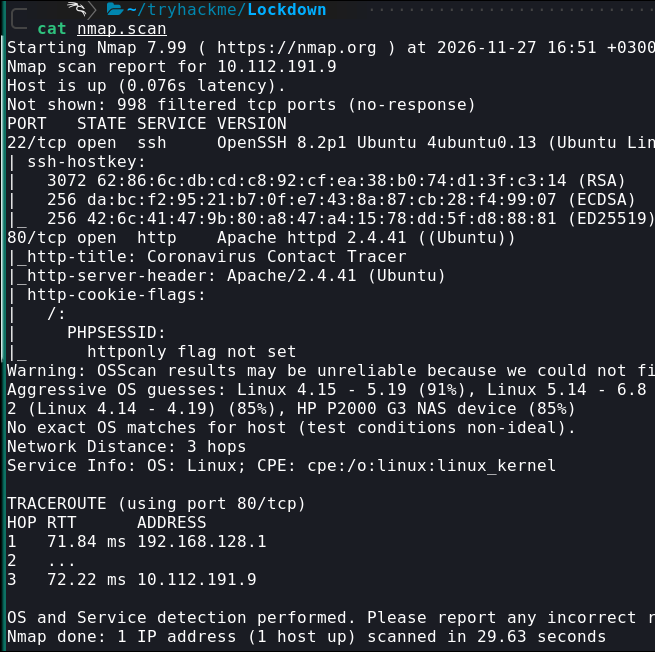 ~/tryhackme/Lockdown
cat nmap.scan
Starting Nmap 7.99 ( https://nmap.org ) at 2026-11-27 16:51 +0300
Nmap scan report for 10.112.191.9
Host is up (0.076s latency).
Not shown: 998 filtered tcp ports (no-response)
PORT   STATE SERVICE VERSION
22/tcp open  ssh     OpenSSH 8.2p1 Ubuntu 4ubuntu0.13 (Ubuntu Lin
| ssh-hostkey:
|   3072 62:86:6c:db:cd:c8:92:cf:ea:38:b0:74:d1:3f:c3:14 (RSA)
|   256 da:bc:f2:95:21:b7:0f:e7:43:8a:87:cb:28:f4:99:07 (ECDSA)
|_  256 42:6c:41:47:9b:80:a8:47:a4:15:78:dd:5f:d8:88:81 (ED25519)
80/tcp open  http    Apache httpd 2.4.41 ((Ubuntu))
|_http-title: Coronavirus Contact Tracer
|_http-server-header: Apache/2.4.41 (Ubuntu)
| http-cookie-flags:
|   /:
|     PHPSESSID:
|_      httponly flag not set
Warning: OSScan results may be unreliable because we could not fi
Aggressive OS guesses: Linux 4.15 - 5.19 (91%), Linux 5.14 - 6.8
2 (Linux 4.14 - 4.19) (85%), HP P2000 G3 NAS device (85%)
No exact OS matches for host (test conditions non-ideal).
Network Distance: 3 hops
Service Info: OS: Linux; CPE: cpe:/o:linux:linux_kernel

TRACEROUTE (using port 80/tcp)
HOP RTT      ADDRESS
1   71.84 ms 192.168.128.1
2   ...
3   72.22 ms 10.112.191.9

OS and Service detection performed. Please report any incorrect r
Nmap done: 1 IP address (1 host up) scanned in 29.63 seconds